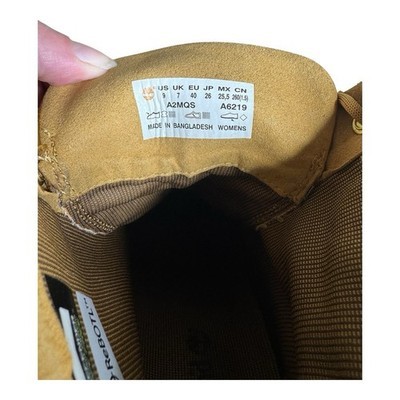 US UK EU JP MX CN
9 7 40 26 25,5 260(1.5)
A2MQS A6219
MADE IN BANGLADESH WOMENS
ReBOTL